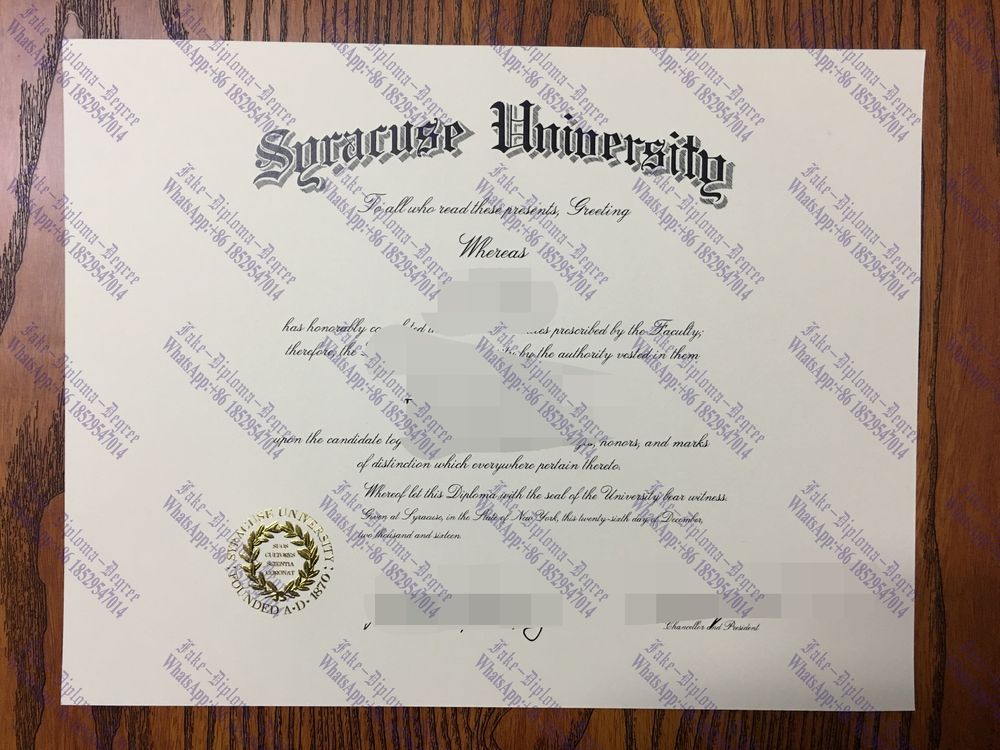 Syracuse University
To all who read these presents, Greeting
Whereas
has honorably prescribed by the Faculty;
therefore, the by the authority vested in them
upon the candidate honors, and marks
of distinction which everywhere pertain thereto.
Whereof let this Diploma with the seal of the University bear witness.
Given at Syracuse, in the State of New York, this twenty-sixth day of December,
two thousand and sixteen.
SYRACUSE UNIVERSITY
SUOS
CULTORES
SCIENTIA
CORONAT
FOUNDED A·D·1870
Chancellor and President
Fake-Diploma-Degree
WhatsApp:+86 18529547014